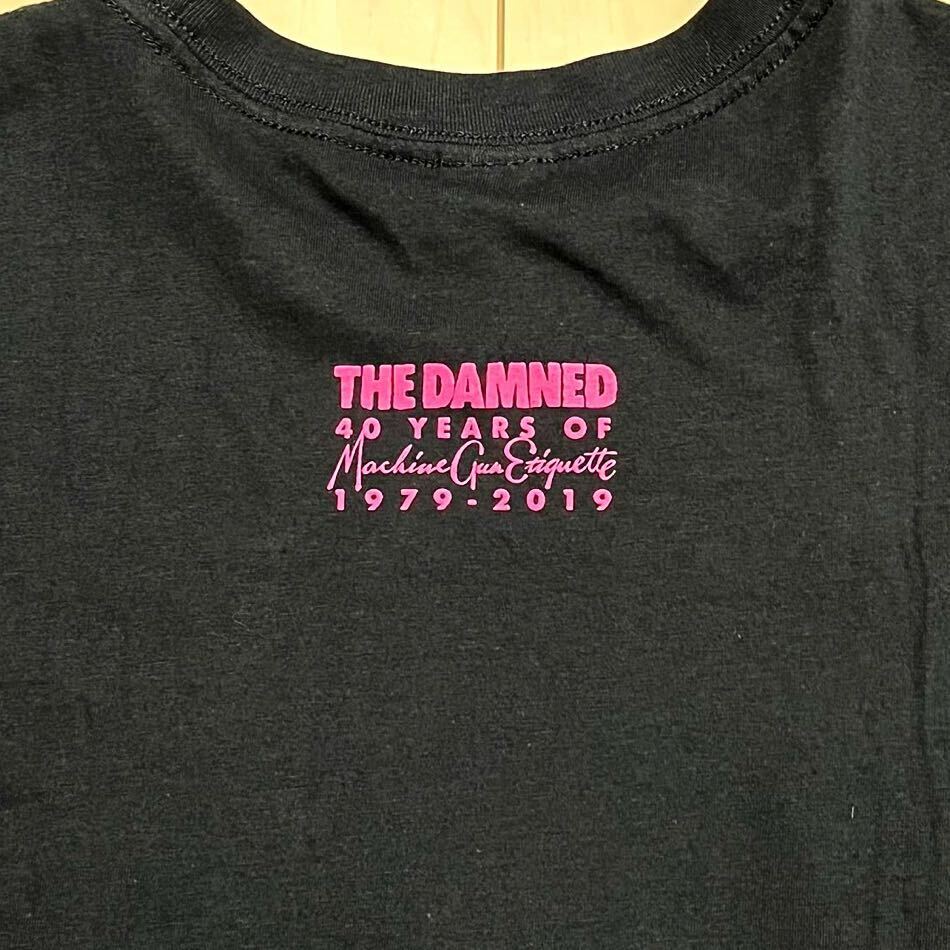 THE DAMNED
40 YEARS OF
Machine Gun Etiquette
1979-2019